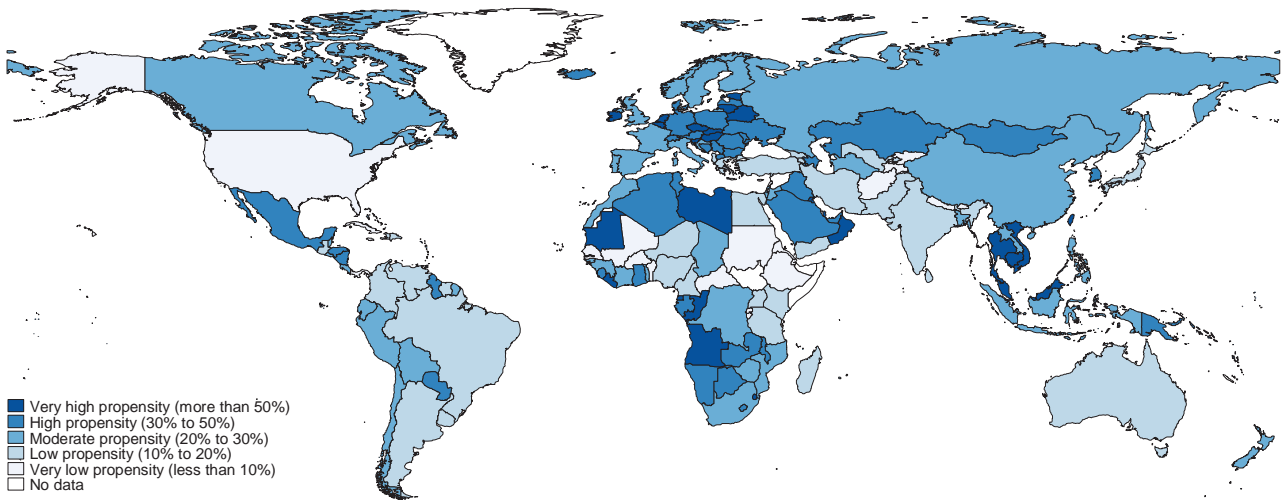 Very high propensity (more than 50%)
High propensity (30% to 50%)
Moderate propensity (20% to 30%)
Low propensity (10% to 20%)
Very low propensity (less than 10%)
No data